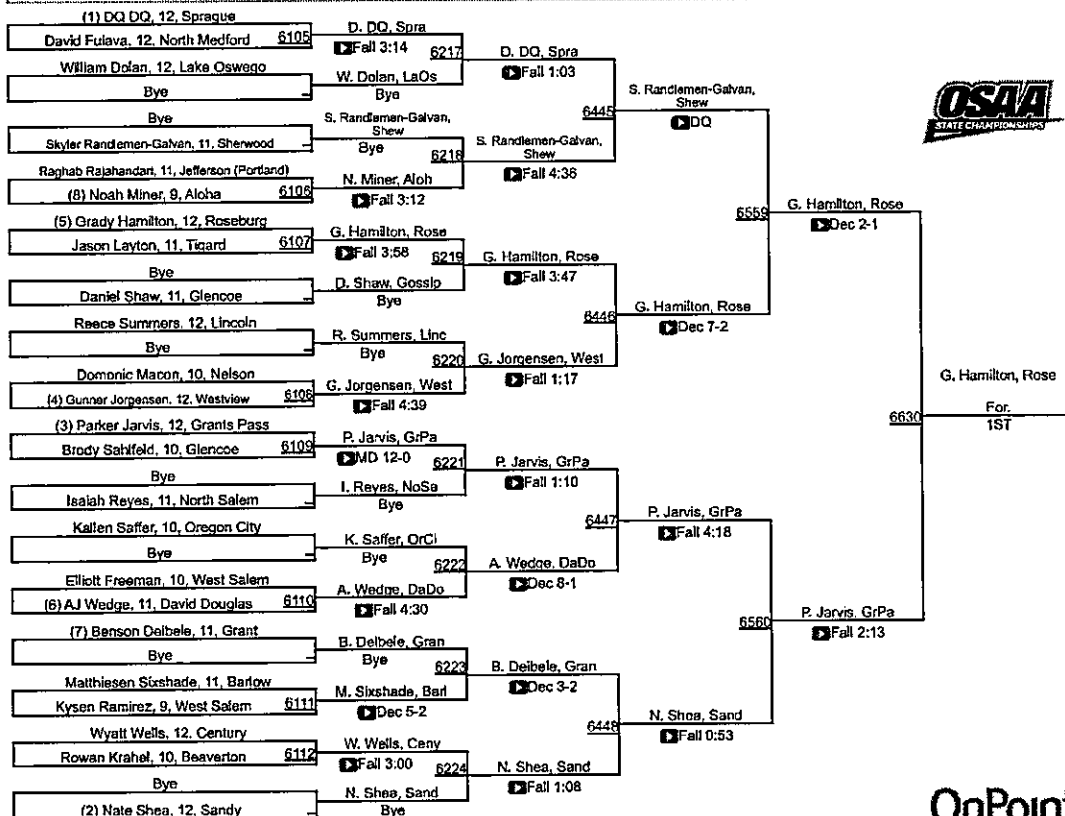 (1) DQ DQ, 12, Sprague
David Fuiava, 12, North Medford 6105
William Dolan, 12, Lake Oswego
Bye
Bye
Skyler Randlemen-Galvan, 11, Sherwood
Raghab Rajahandari, 11, Jefferson (Portland)
(8) Noah Miner, 9, Aloha 6106
(5) Grady Hamilton, 12, Roseburg
Jason Layton, 11, Tigard 6107
Bye
Daniel Shaw, 11, Glencoe
Reece Summers, 12, Lincoln
Bye
Domonic Macon, 10, Nelson
(4) Gunner Jorgensen, 12, Westview 6108
(3) Parker Jarvis, 12, Grants Pass
Brody Sahlfeld, 10, Glencoe 6109
Bye
Isaiah Reyes, 11, North Salem
Kallen Saffer, 10, Oregon City
Bye
Elliott Freeman, 10, West Salem
(6) AJ Wedge, 11, David Douglas 6110
(7) Benson Deibele, 11, Grant
Bye
Matthiesen Sixshade, 11, Barlow
Kysen Ramirez, 9, West Salem 6111
Wyatt Wells, 12, Century
Rowan Krahel, 10, Beaverton 6112
Bye
(2) Nate Shea, 12, Sandy
D. DQ, Spra
Fall 3:14
6217
W. Dolan, LaOs
Bye
S. Randlemen-Galvan,
Shew
Bye
6218
N. Miner, Aloh
Fall 3:12
G. Hamilton, Rose
Fall 3:58
6219
D. Shaw, Gosslp
Bye
R. Summers, Linc
Bye
6220
G. Jorgensen, West
Fall 4:39
P. Jarvis, GrPa
MD 12-0
6221
I. Reyes, NoSa
Bye
K. Saffer, OrCi
Bye
6222
A. Wedge, DaDo
Fall 4:30
B. Deibele, Gran
Bye
6223
M. Sixshade, Barl
Dec 5-2
W. Wells, Ceny
Fall 3:00
6224
N. Shea, Sand
Bye
D. DQ, Spra
Fall 1:03
6445
S. Randlemen-Galvan,
Shew
Fall 4:36
G. Hamilton, Rose
Fall 3:47
6446
G. Jorgensen, West
Fall 1:17
P. Jarvis, GrPa
Fall 1:10
6447
A. Wedge, DaDo
Dec 8-1
B. Deibele, Gran
Dec 3-2
6448
N. Shea, Sand
Fall 1:08
S. Randlemen-Galvan,
Shew
DQ
6559
G. Hamilton, Rose
Dec 7-2
P. Jarvis, GrPa
Fall 4:18
6560
N. Shea, Sand
Fall 0:53
G. Hamilton, Rose
Dec 2-1
6630
P. Jarvis, GrPa
Fall 2:13
G. Hamilton, Rose
For.
1ST
OSAA
STATE CHAMPIONSHIPS
OnPoint